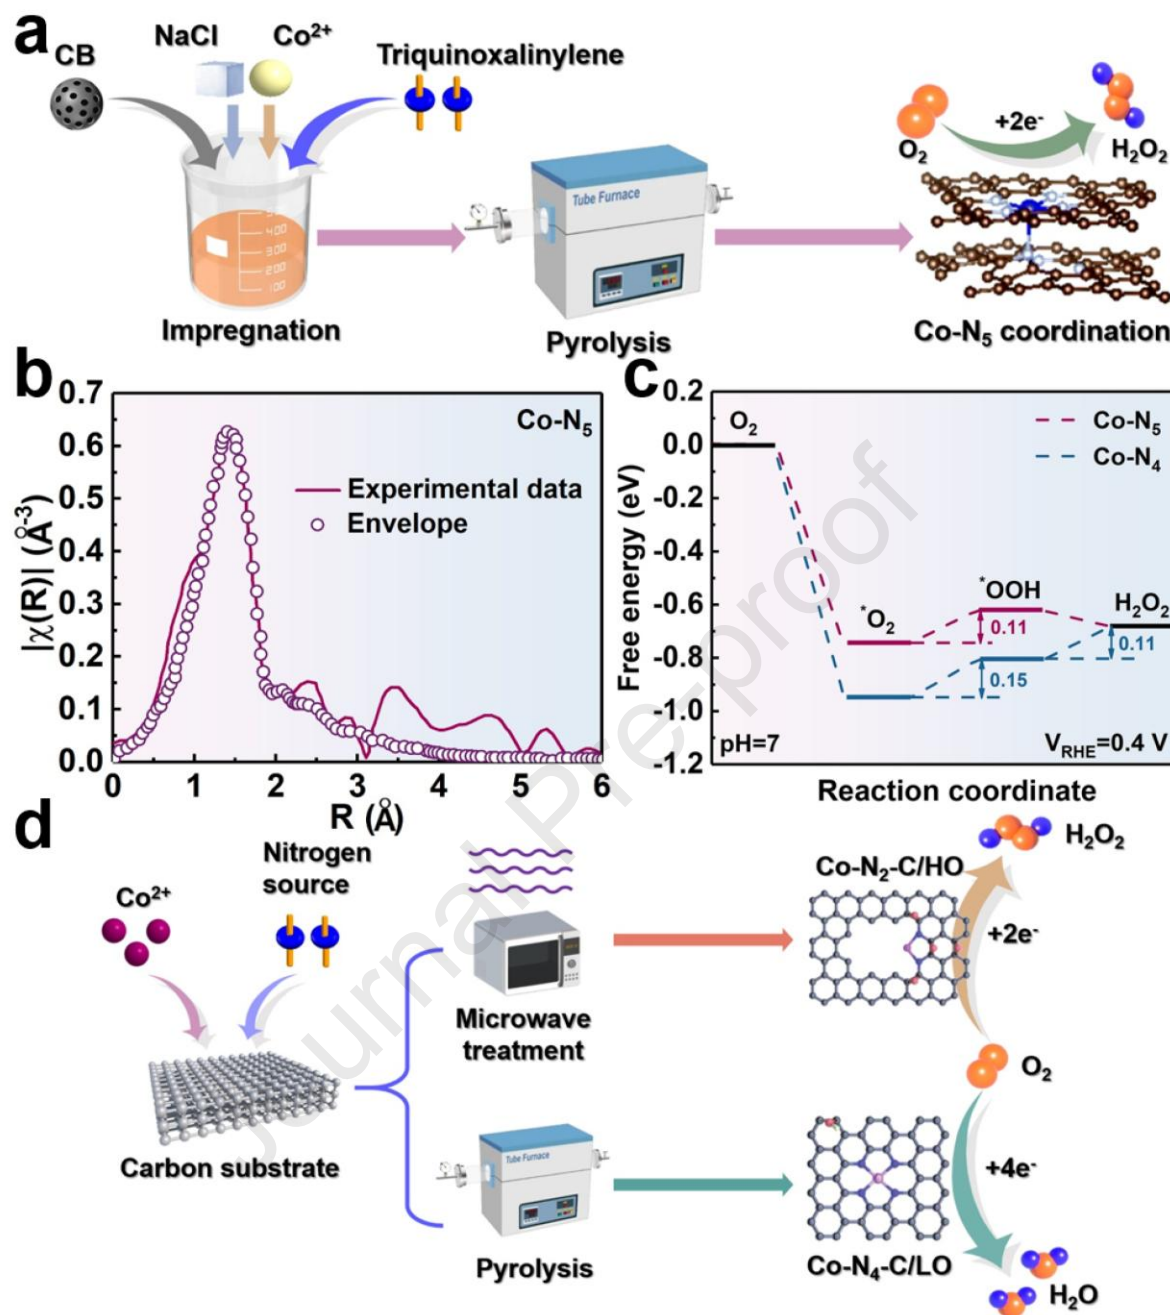 a
CB
NaCl
Co²⁺
Triquinoxalinylene
400
300
200
100
Impregnation
Tube Furnace
Pyrolysis
O₂
+2e⁻
H₂O₂
Co-N₅ coordination
b
Co-N₅
Experimental data
Envelope
|χ(R)| (Å⁻³)
0.7
0.6
0.5
0.4
0.3
0.2
0.1
0.0
0 1 2 3 4 5 6
R (Å)
c
Free energy (eV)
0.2
0.0
-0.2
-0.4
-0.6
-0.8
-1.0
-1.2
O₂
Co-N₅
Co-N₄
*O₂
*OOH
H₂O₂
0.11
0.15
0.11
pH=7
V_RHE=0.4 V
Reaction coordinate
d
Co²⁺
Nitrogen
source
Carbon substrate
Microwave
treatment
Tube Furnace
Pyrolysis
Co-N₂-C/HO
H₂O₂
+2e⁻
O₂
+4e⁻
Co-N₄-C/LO
H₂O
Journal Pre-proof